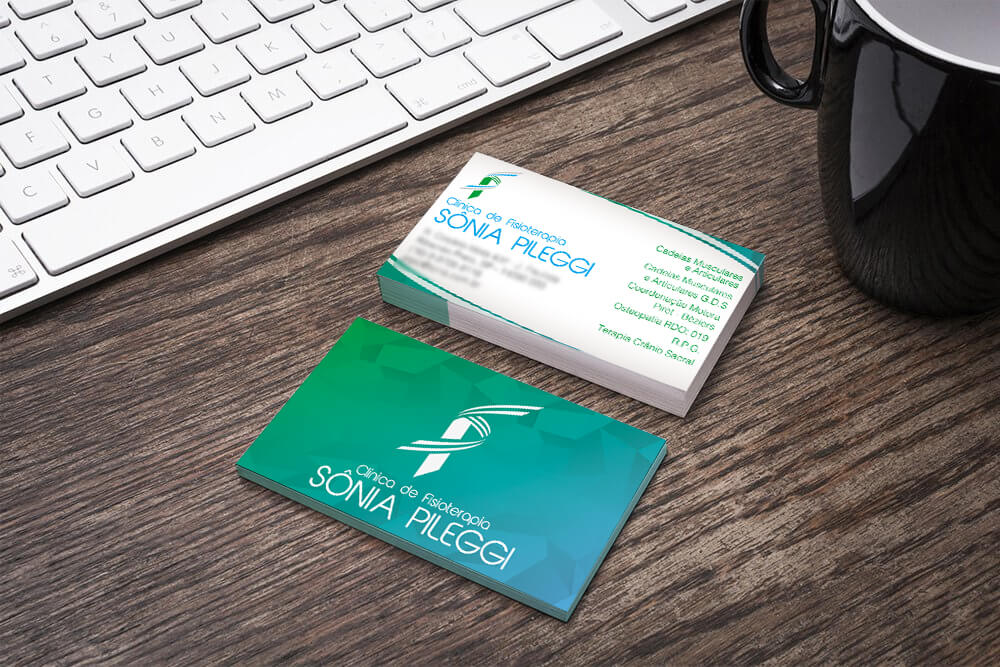 6 Y U I O P
T Y U I O P
G H J K L
F G H J K L
C V B N M
⌘
Clínica de Fisioterapia
SÔNIA PILEGGI
Cadeias Musculares
e Articulares
Cadeias Musculares
e Articulares G.D.S
Coordenação Motora
Piret - Béziers
Osteopatia RDO: 019
R.P.G.
Terapia Crânio Sacral
Clínica de Fisioterapia
SÔNIA PILEGGI